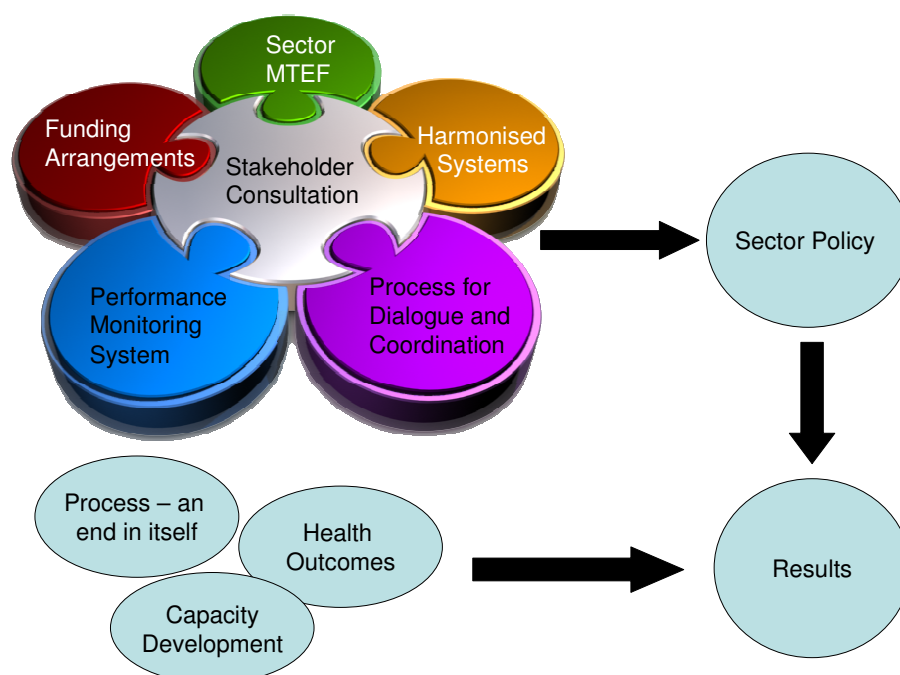 Sector
MTEF
Funding
Arrangements
Harmonised
Systems
Stakeholder
Consultation
Sector Policy
Performance
Monitoring
System
Process for
Dialogue and
Coordination
Process – an
end in itself
Health
Outcomes
Capacity
Development
Results